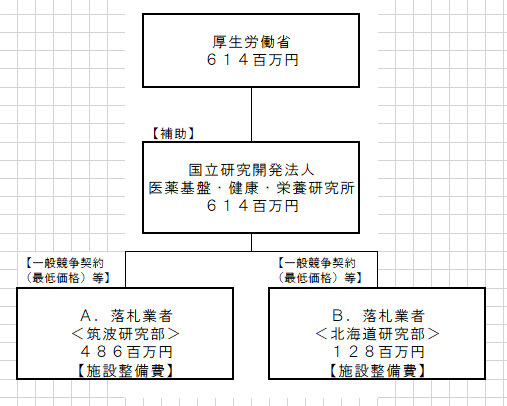 厚生労働省
６１４百万円
【補助】
国立研究開発法人
医薬基盤・健康・栄養研究所
６１４百万円
【一般競争契約
（最低価格）等】
Ａ．落札業者
＜筑波研究部＞
４８６百万円
【施設整備費】
【一般競争契約
（最低価格）等】
Ｂ．落札業者
＜北海道研究部＞
１２８百万円
【施設整備費】